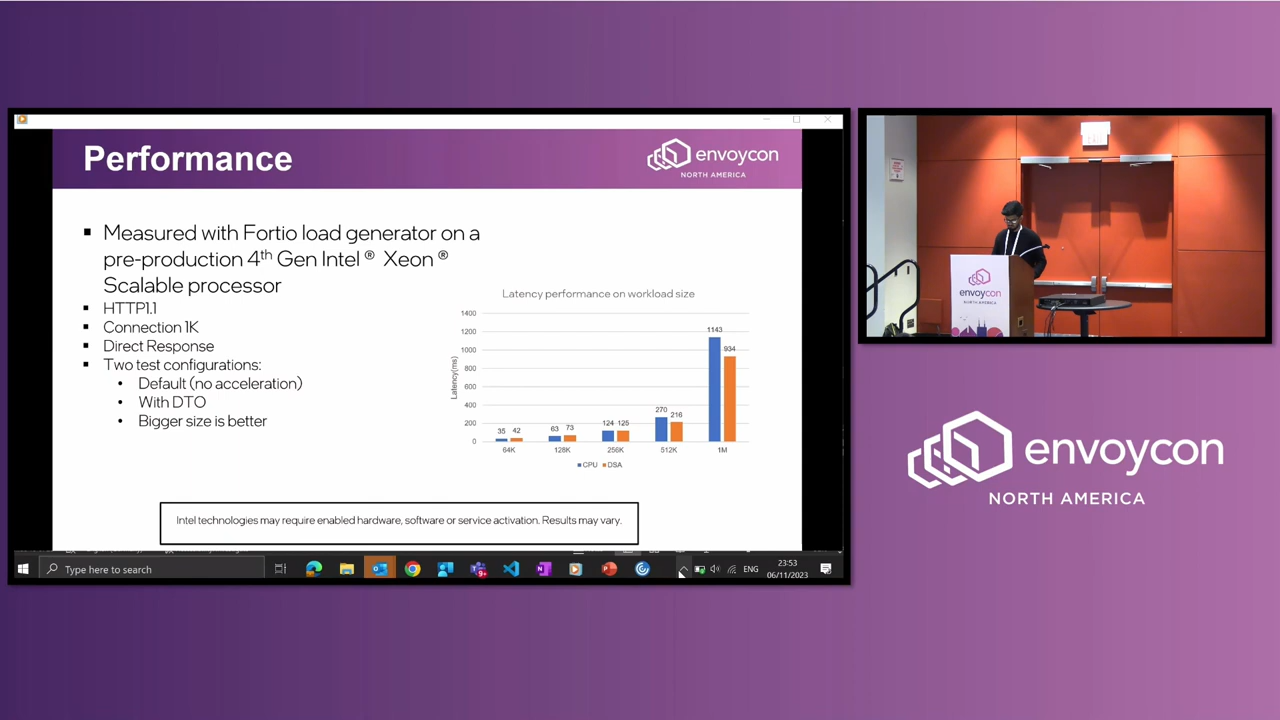 Performance
envoycon
NORTH AMERICA
Measured with Fortio load generator on a
pre-production 4th Gen Intel ® Xeon ®
Scalable processor
HTTP1.1
Connection 1K
Direct Response
Two test configurations:
Default (no acceleration)
With DTO
Bigger size is better
Latency performance on workload size
Latency(ms)
1400
1200
1000
800
600
400
200
0
35 42
63 73
124 125
270 216
1143 934
64K 128K 256K 512K 1M
CPU DSA
Intel technologies may require enabled hardware, software or service activation. Results may vary.
Type here to search
ENG
23:53
06/11/2023
EXIT
envoycon
NORTH AMERICA
envoycon
NORTH AMERICA